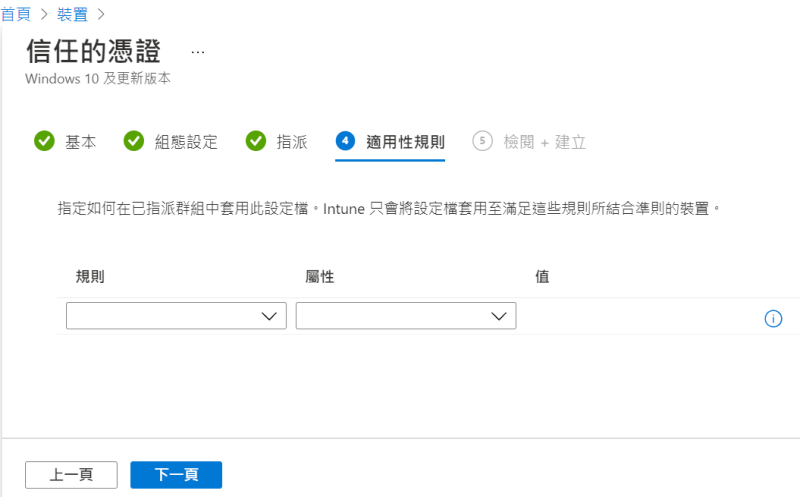 首頁 > 裝置 >
信任的憑證 ...
Windows 10 及更新版本
基本 組態設定 指派 4 適用性規則 5 檢閱 + 建立
指定如何在已指派群組中套用此設定檔。Intune 只會將設定檔套用至滿足這些規則所結合準則的裝置。
規則 屬性 值
上一頁 下一頁